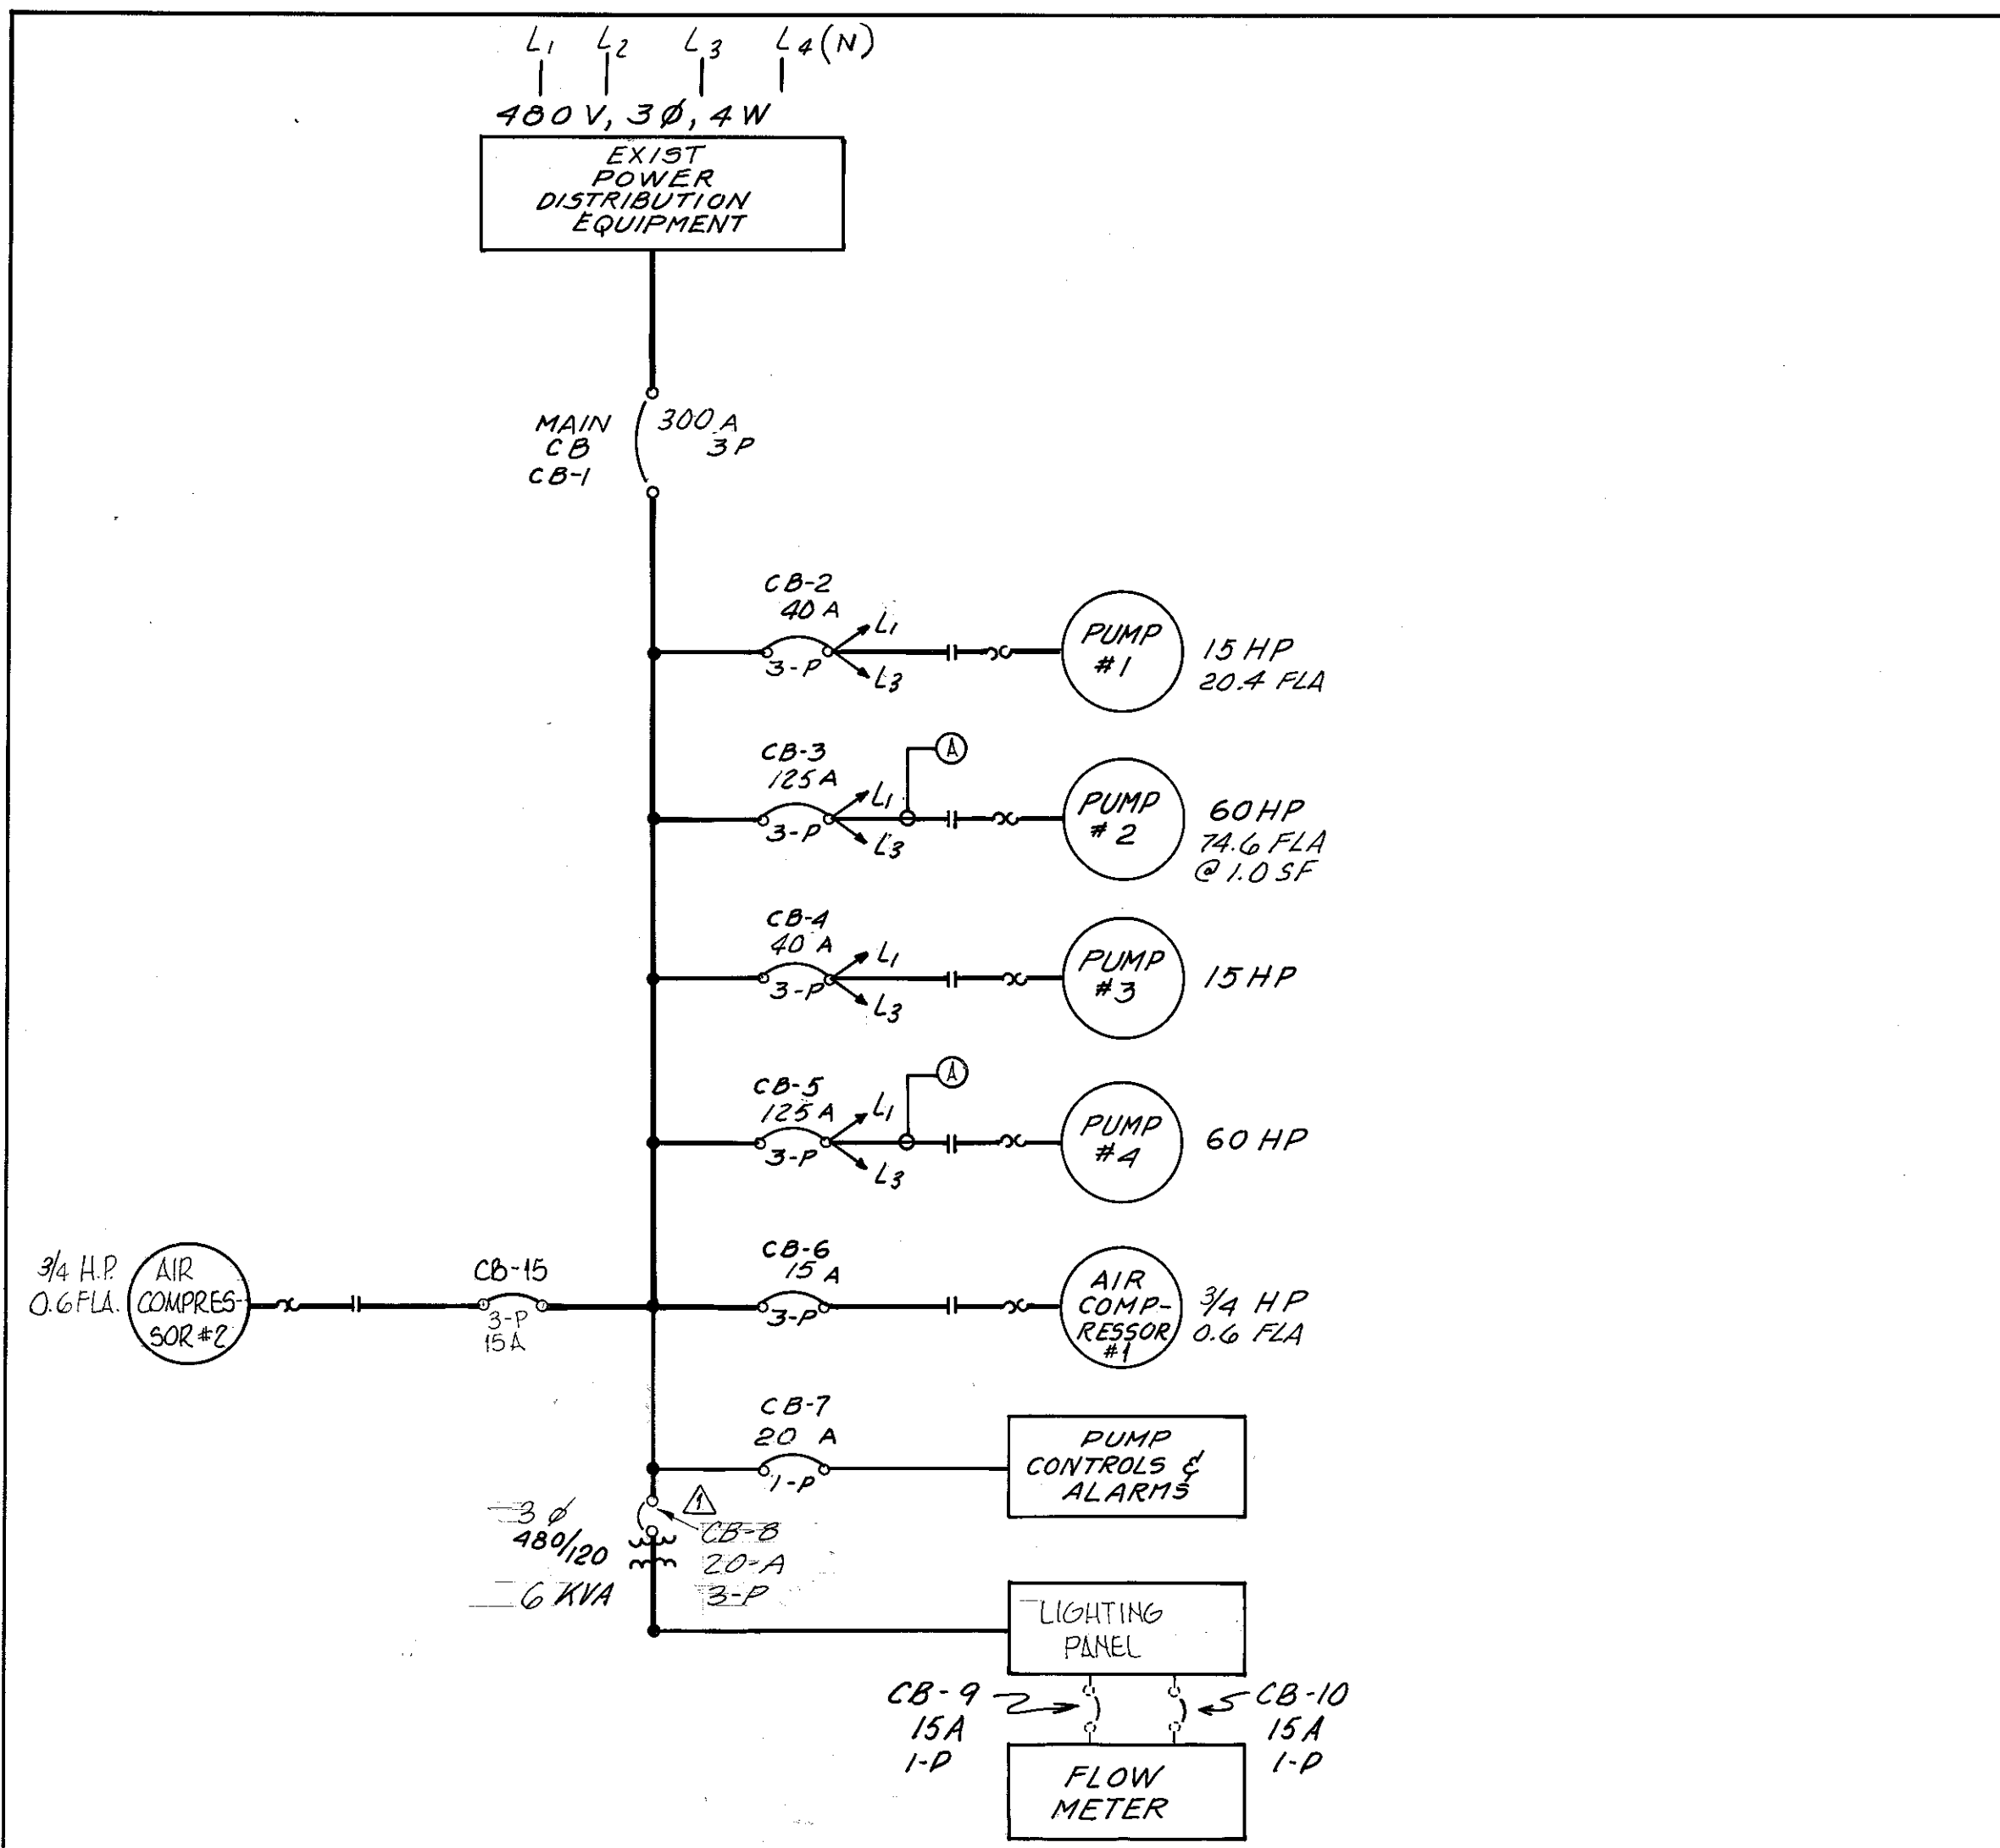 L1 L2 L3 L4(N)
480 V, 3Ø, 4 W
EXIST
POWER
DISTRIBUTION
EQUIPMENT
MAIN
CB
CB-1
300 A
3 P
CB-2
40 A
3-P
L1
L3
PUMP
#1
15 HP
20.4 FLA
CB-3
125 A
3-P
L1
L3
A
PUMP
#2
60 HP
74.6 FLA
@ 1.0 SF
CB-4
40 A
3-P
L1
L3
PUMP
#3
15 HP
CB-5
125 A
3-P
L1
L3
A
PUMP
#4
60 HP
3/4 H.P.
0.6 FLA.
AIR
COMPRES-
SOR #2
CB-15
3-P
15A
CB-6
15 A
3-P
AIR
COMP-
RESSOR
#1
3/4 HP
0.6 FLA
CB-7
20 A
1-P
PUMP
CONTROLS &
ALARMS
3 Ø
480/120
6 KVA
1
CB-8
20-A
3-P
LIGHTING
PANEL
CB-9
15A
1-P
CB-10
15A
1-P
FLOW
METER